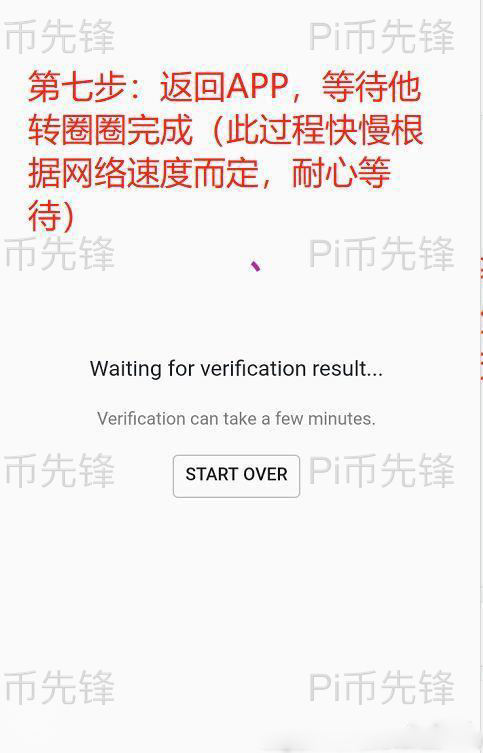 币先锋 Pi币先锋
第七步：返回APP，等待他
转圈圈完成（此过程快慢根
据网络速度而定，耐心等
待）
币先锋 Pi币先锋
Waiting for verification result...
Verification can take a few minutes.
币先锋 Pi币先锋
START OVER
币先锋 Pi币先锋